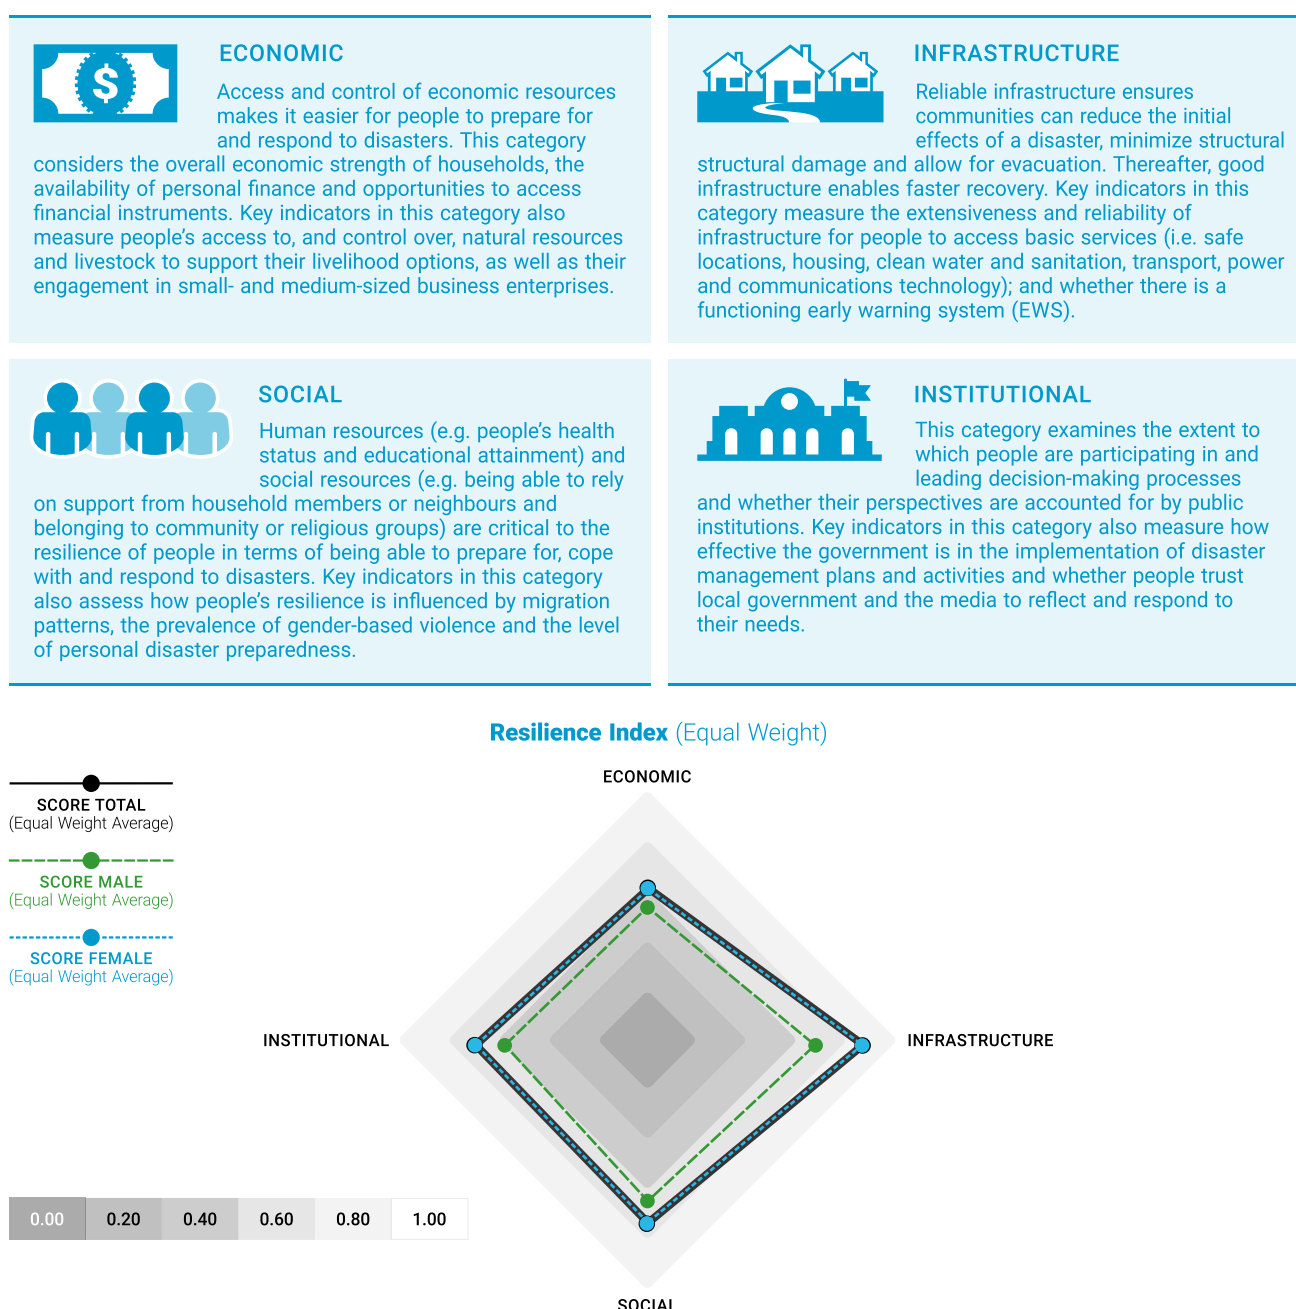 ECONOMIC
Access and control of economic resources
makes it easier for people to prepare for
and respond to disasters. This category
considers the overall economic strength of households, the
availability of personal finance and opportunities to access
financial instruments. Key indicators in this category also
measure people's access to, and control over, natural resources
and livestock to support their livelihood options, as well as their
engagement in small- and medium-sized business enterprises.
INFRASTRUCTURE
Reliable infrastructure ensures
communities can reduce the initial
effects of a disaster, minimize structural
structural damage and allow for evacuation. Thereafter, good
infrastructure enables faster recovery. Key indicators in this
category measure the extensiveness and reliability of
infrastructure for people to access basic services (i.e. safe
locations, housing, clean water and sanitation, transport, power
and communications technology); and whether there is a
functioning early warning system (EWS).
SOCIAL
Human resources (e.g. people's health
status and educational attainment) and
social resources (e.g. being able to rely
on support from household members or neighbours and
belonging to community or religious groups) are critical to the
resilience of people in terms of being able to prepare for, cope
with and respond to disasters. Key indicators in this category
also assess how people's resilience is influenced by migration
patterns, the prevalence of gender-based violence and the level
of personal disaster preparedness.
INSTITUTIONAL
This category examines the extent to
which people are participating in and
leading decision-making processes
and whether their perspectives are accounted for by public
institutions. Key indicators in this category also measure how
effective the government is in the implementation of disaster
management plans and activities and whether people trust
local government and the media to reflect and respond to
their needs.
Resilience Index (Equal Weight)
SCORE TOTAL
(Equal Weight Average)
SCORE MALE
(Equal Weight Average)
SCORE FEMALE
(Equal Weight Average)
ECONOMIC
INSTITUTIONAL
INFRASTRUCTURE
SOCIAL
0.00 0.20 0.40 0.60 0.80 1.00